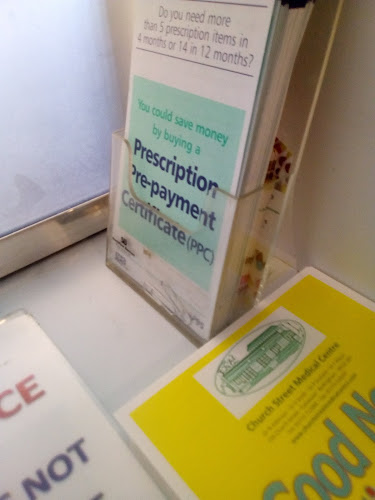 Do you need more
than 5 prescription items in
4 months or 14 in 12 months?
You could save money
by buying a
Prescription
Pre-payment
Certificate (PPC)
Church Street Medical Centre
Good
CE
NOT